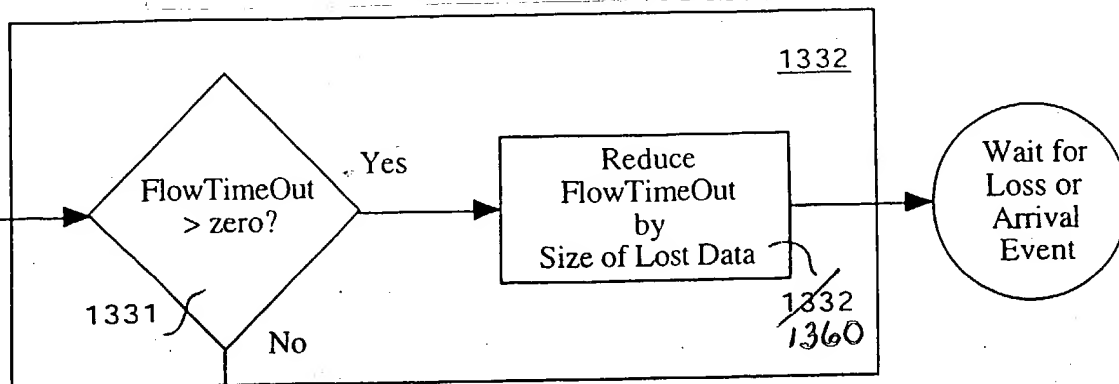 1332
FlowTimeOut
> zero?
Yes
1331
No
Reduce
FlowTimeOut
by
Size of Lost Data
1332
1360
Wait for
Loss or
Arrival
Event